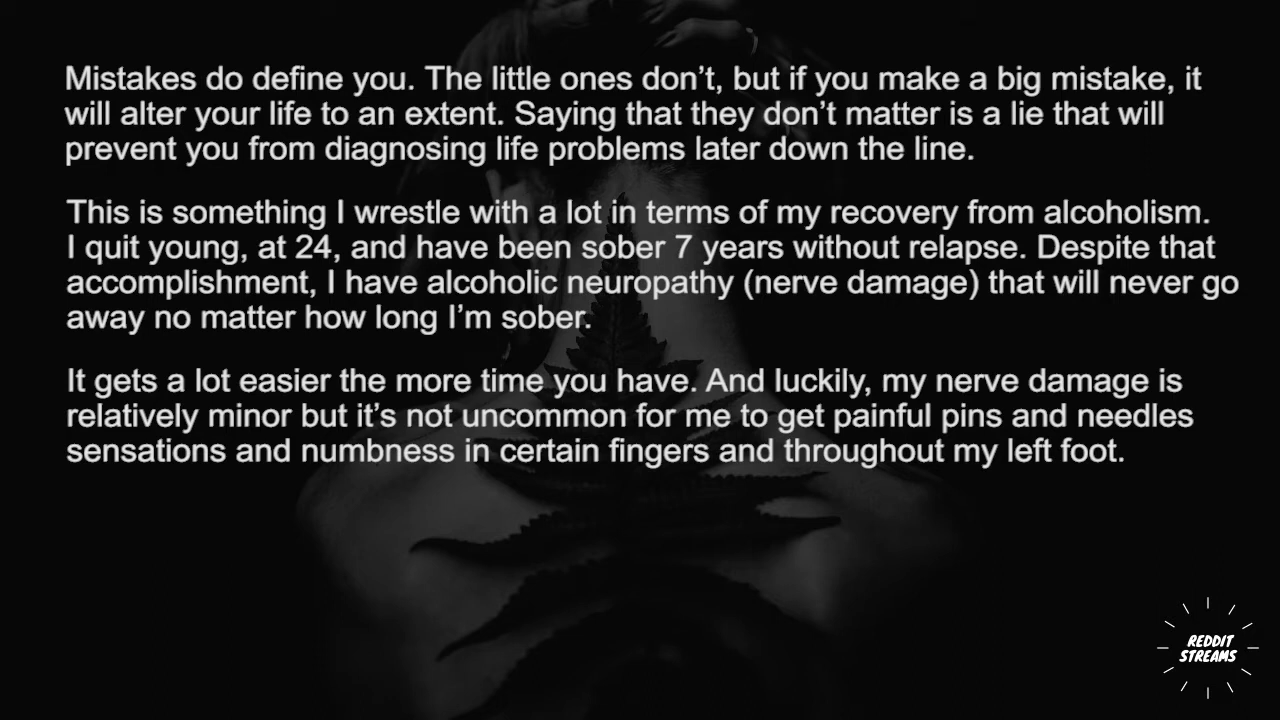 Mistakes do define you. The little ones don’t, but if you make a big mistake, it
will alter your life to an extent. Saying that they don’t matter is a lie that will
prevent you from diagnosing life problems later down the line.
This is something I wrestle with a lot in terms of my recovery from alcoholism.
I quit young, at 24, and have been sober 7 years without relapse. Despite that
accomplishment, I have alcoholic neuropathy (nerve damage) that will never go
away no matter how long I’m sober.
It gets a lot easier the more time you have. And luckily, my nerve damage is
relatively minor but it’s not uncommon for me to get painful pins and needles
sensations and numbness in certain fingers and throughout my left foot.
REDDIT
STREAMS